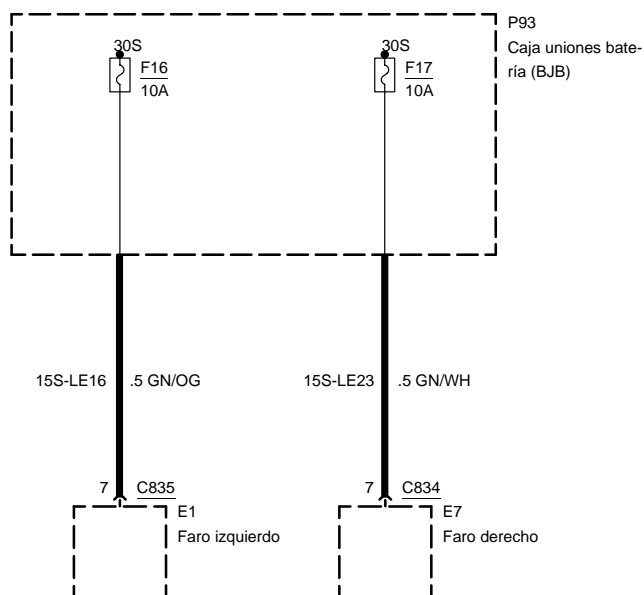 P93
Caja uniones bate-
ría (BJB)
30S
F16
10A
30S
F17
10A
15S-LE16
.5 GN/OG
15S-LE23
.5 GN/WH
7
C835
7
C834
E1
Faro izquierdo
E7
Faro derecho